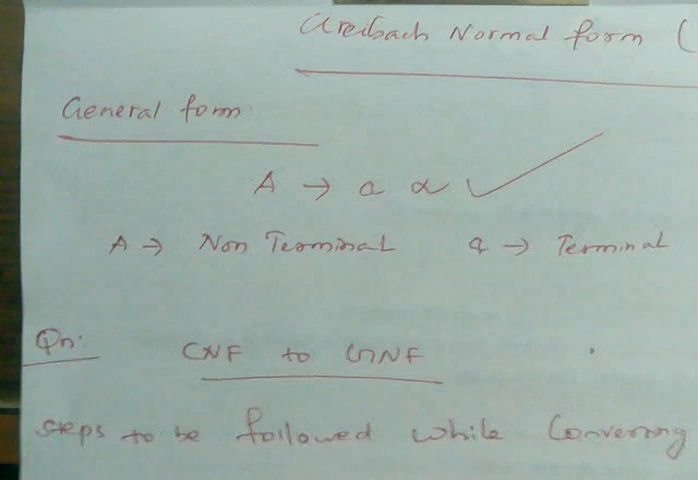 Greibach Normal form (
General form
A → a α ✓
A → Non Terminal a → Terminal
Qn:
CNF to GNF
steps to be followed while Converting